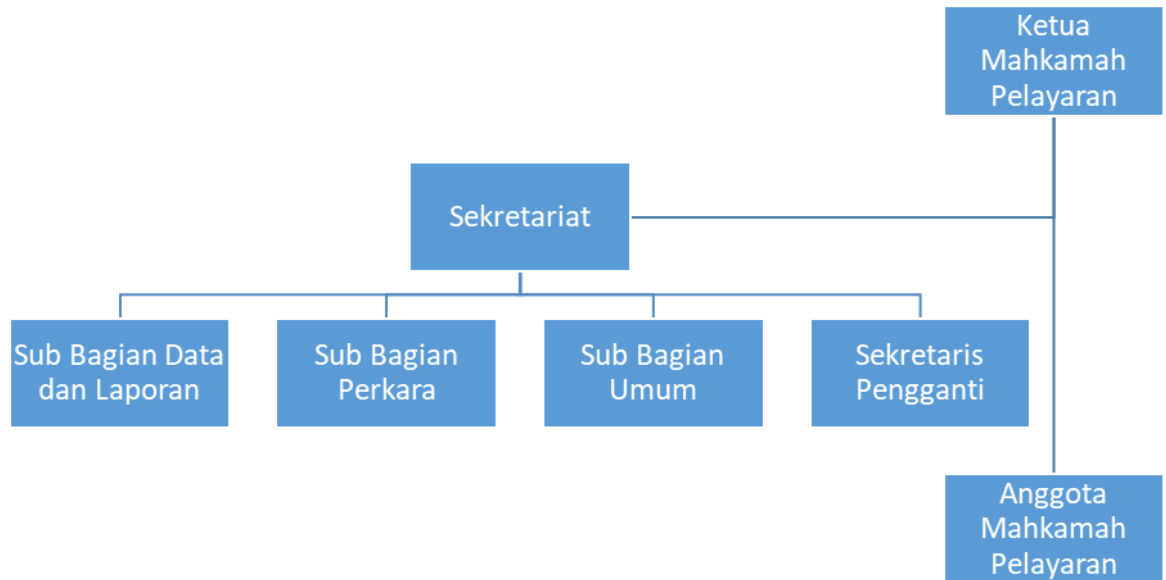 Ketua
Mahkamah
Pelayaran
Sekretariat
Sub Bagian Data
dan Laporan
Sub Bagian
Perkara
Sub Bagian
Umum
Sekretaris
Pengganti
Anggota
Mahkamah
Pelayaran